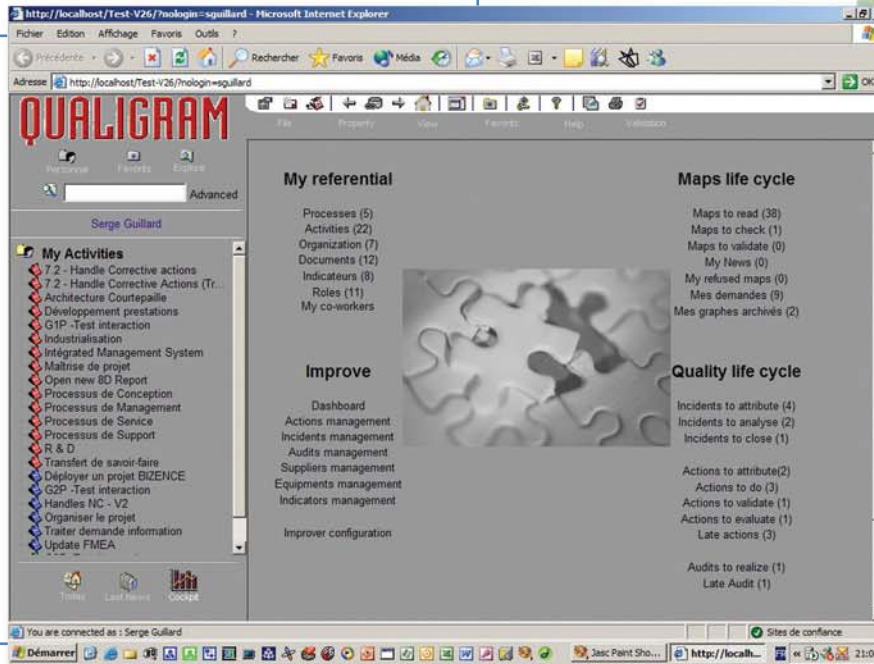 http://localhost/Test-V26/?nologin=sguillard - Microsoft Internet Explorer
Fichier Edition Affichage Favoris Outils ?
Précédente Rechercher Favoris Média
Adresse http://localhost/Test-V26/?nologin=sguillard OK
QUALIGRAM
File Property View Favorits Help Validation
Personnel Favorits Explore
Advanced
Serge Guillard
My Activities
7.2 - Handle Corrective actions
7.2 - Handle Corrective Actions (Tr...
Architecture Courtepaille
Développement prestations
G1P -Test interaction
Industrialisation
Intégrated Management System
Maîtrise de projet
Open new 8D Report
Processus de Conception
Processus de Management
Processus de Service
Processus de Support
R & D
Transfert de savoir-faire
Déployer un projet BIZENCE
G2P -Test interaction
Handles NC - V2
Organiser le projet
Traiter demande information
Update FMEA
Today Last News Cockpit
My referential
Processes (5)
Activities (22)
Organization (7)
Documents (12)
Indicateurs (8)
Roles (11)
My co-workers
Maps life cycle
Maps to read (38)
Maps to check (1)
Maps to validate (0)
My News (0)
My refused maps (0)
Mes demandes (9)
Mes graphes archivés (2)
Improve
Dashboard
Actions management
Incidents management
Audits management
Suppliers management
Equipments management
Indicators management
Improver configuration
Quality life cycle
Incidents to attribute (4)
Incidents to analyse (2)
Incidents to close (1)
Actions to attribute(2)
Actions to do (3)
Actions to validate (1)
Actions to evaluate (1)
Late actions (3)
Audits to realize (1)
Late Audit (1)
You are connected as : Serge Guillard Sites de confiance
Démarrer Jasc Paint Sho... http://localh... « 21:0